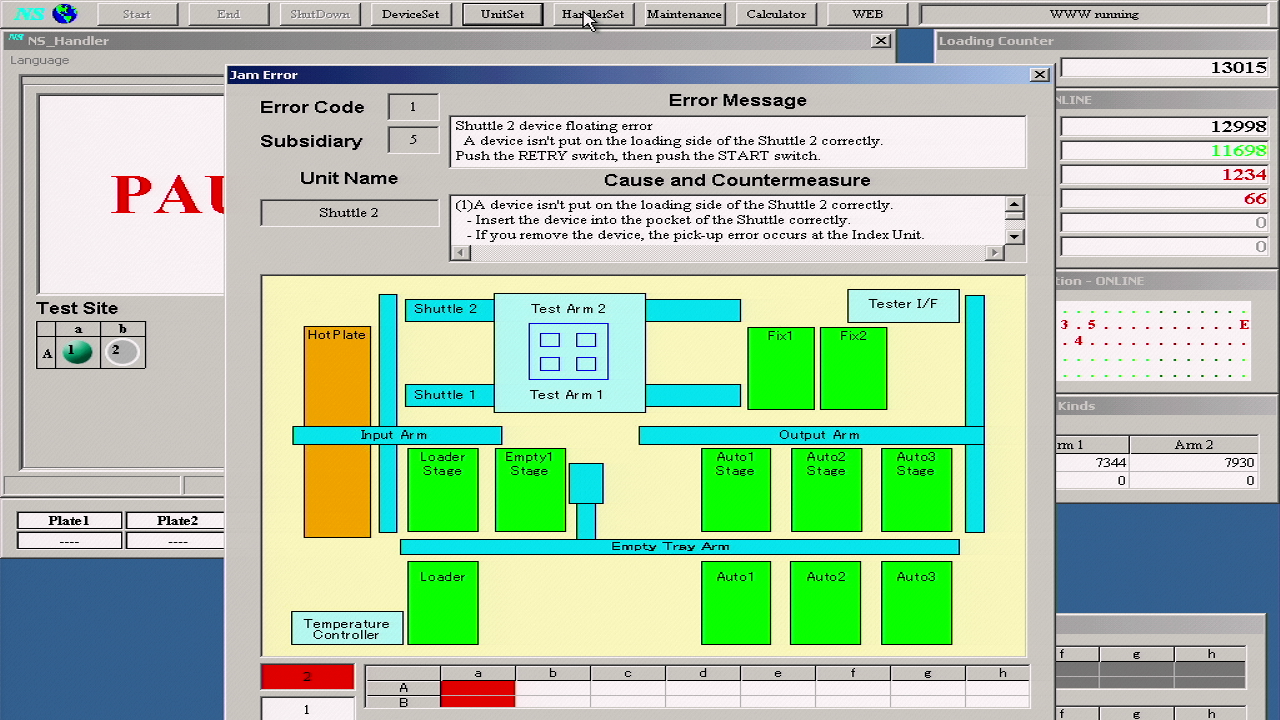 NS Start End ShutDown DeviceSet UnitSet HandlerSet Maintenance Calculator WEB WWW running
NS NS_Handler
Language
PAU
Test Site
a b
A 1 2
Plate1 Plate2
---- ----
Jam Error
Error Code 1
Subsidiary 5
Unit Name
Shuttle 2
Error Message
Shuttle 2 device floating error
A device isn't put on the loading side of the Shuttle 2 correctly.
Push the RETRY switch, then push the START switch.
Cause and Countermeasure
(1)A device isn't put on the loading side of the Shuttle 2 correctly.
- Insert the device into the pocket of the Shuttle correctly.
- If you remove the device, the pick-up error occurs at the Index Unit.
Shuttle 2 Test Arm 2 Tester I/F
HotPlate Fix1 Fix2
Shuttle 1 Test Arm 1
Input Arm Output Arm
Loader Stage Empty1 Stage Auto1 Stage Auto2 Stage Auto3 Stage
Empty Tray Arm
Loader Auto1 Auto2 Auto3
Temperature Controller
2 a b c d e f g h
A
1 B
Loading Counter
13015
NLINE
12998
11698
1234
66
0
0
tion - ONLINE
3 . 5 . . . . . . . . . E
. 4 . . . . . . . . . .
Kinds
rm 1 Arm 2
7344 7930
0 0
f g h
f g h